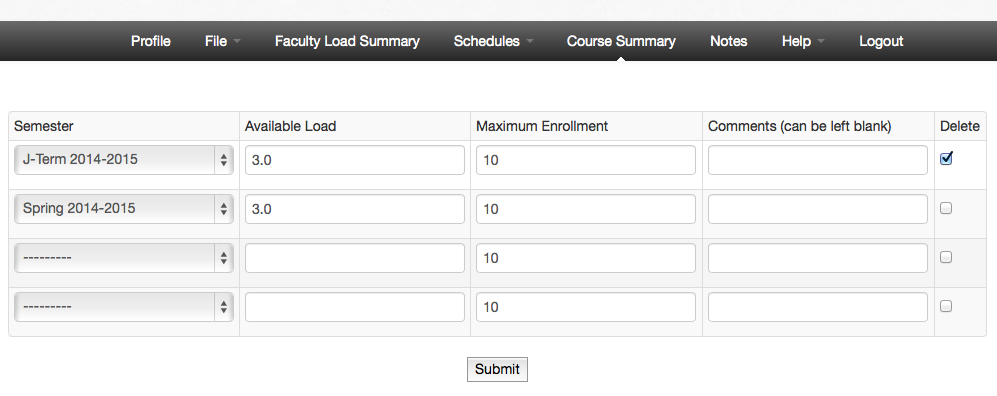 Profile File Faculty Load Summary Schedules Course Summary Notes Help Logout
Semester Available Load Maximum Enrollment Comments (can be left blank) Delete
J-Term 2014-2015 3.0 10
Spring 2014-2015 3.0 10
--------- 10
--------- 10
Submit